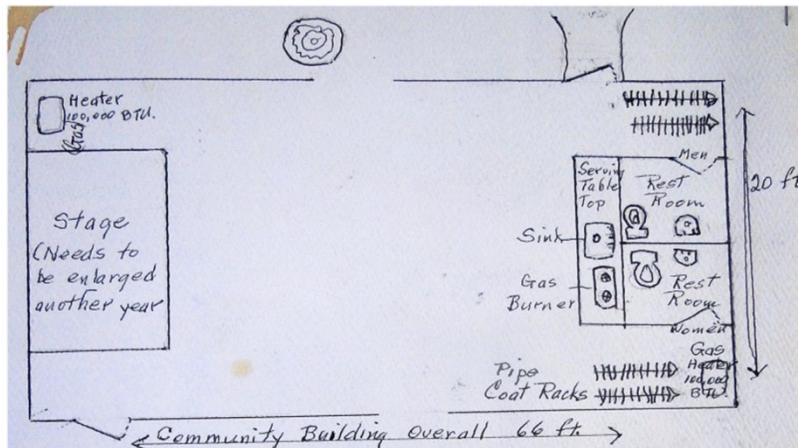 Heater
100,000 BTU.
Gas
Stage
(Needs to
be enlarged
another year
Men
Serving
Table
Top
Rest
Room
20 ft
Sink
Gas
Burner
Rest
Room
Women
Gas
Heater
100,000
BTU.
Pipe
Coat Racks
Community Building Overall 66 ft.